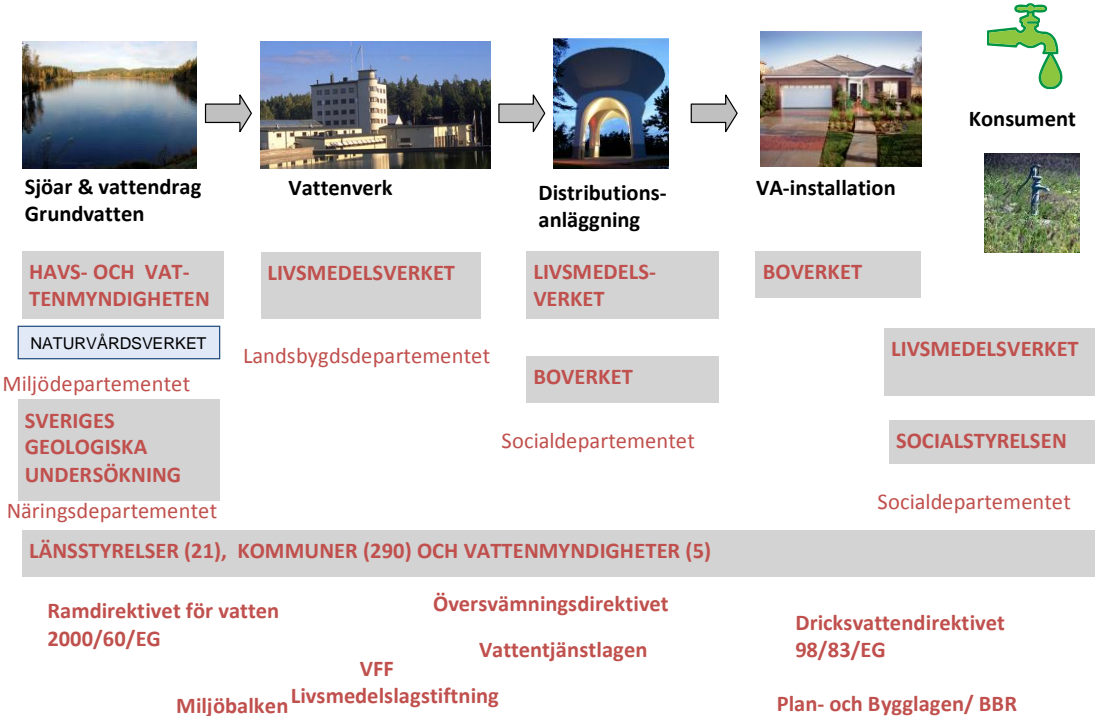 Konsument
Sjöar & vattendrag
Grundvatten
Vattenverk
Distributions-
anläggning
VA-installation
HAVS- OCH VAT-
TENMYNDIGHETEN
LIVSMEDELSVERKET
LIVSMEDELS-
VERKET
BOVERKET
NATURVÅRDSVERKET
Landsbygdsdepartementet
BOVERKET
LIVSMEDELSVERKET
Miljödepartementet
SVERIGES
GEOLOGISKA
UNDERSÖKNING
Socialdepartementet
SOCIALSTYRELSEN
Näringsdepartementet
Socialdepartementet
LÄNSSTYRELSER (21), KOMMUNER (290) OCH VATTENMYNDIGHETER (5)
Ramdirektivet för vatten
2000/60/EG
Översvämningsdirektivet
Dricksvattendirektivet
98/83/EG
Vattentjänstlagen
VFF
Miljöbalken
Livsmedelslagstiftning
Plan- och Bygglagen/ BBR